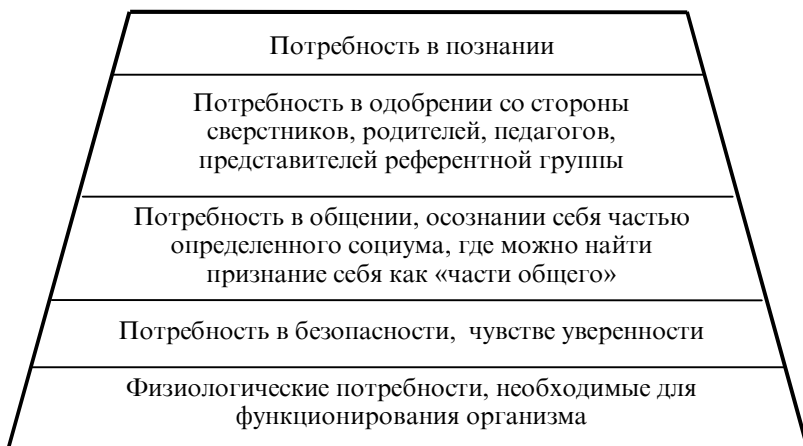 Потребность в познании
Потребность в одобрении со стороны
сверстников, родителей, педагогов,
представителей референтной группы
Потребность в общении, осознании себя частью
определенного социума, где можно найти
признание себя как «части общего»
Потребность в безопасности, чувстве уверенности
Физиологические потребности, необходимые для
функционирования организма